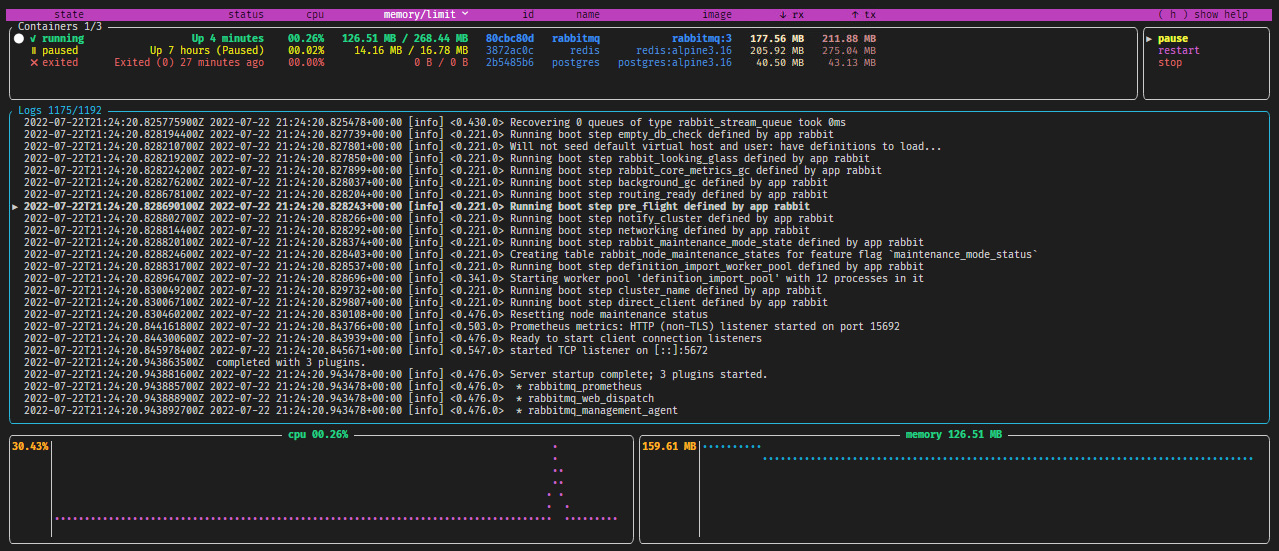 state status cpu memory/limit ⌄ id name image ↓ rx ↑ tx ( h ) show help
Containers 1/3
✓ running Up 4 minutes 00.26% 126.51 MB / 268.44 MB 80cbc80d rabbitmq rabbitmq:3 177.56 MB 211.88 MB
॥ paused Up 7 hours (Paused) 00.02% 14.16 MB / 16.78 MB 3872ac0c redis redis:alpine3.16 205.92 MB 275.04 MB
✕ exited Exited (0) 27 minutes ago 00.00% 0 B / 0 B 2b5485b6 postgres postgres:alpine3.16 40.50 MB 43.13 MB
▶ pause
restart
stop
Logs 1175/1192
2022-07-22T21:24:20.825775900Z 2022-07-22 21:24:20.825478+00:00 [info] <0.430.0> Recovering 0 queues of type rabbit_stream_queue took 0ms
2022-07-22T21:24:20.828194400Z 2022-07-22 21:24:20.827739+00:00 [info] <0.221.0> Running boot step empty_db_check defined by app rabbit
2022-07-22T21:24:20.828210700Z 2022-07-22 21:24:20.827801+00:00 [info] <0.221.0> Will not seed default virtual host and user: have definitions to load...
2022-07-22T21:24:20.828219200Z 2022-07-22 21:24:20.827850+00:00 [info] <0.221.0> Running boot step rabbit_looking_glass defined by app rabbit
2022-07-22T21:24:20.828224200Z 2022-07-22 21:24:20.827899+00:00 [info] <0.221.0> Running boot step rabbit_core_metrics_gc defined by app rabbit
2022-07-22T21:24:20.828276200Z 2022-07-22 21:24:20.828037+00:00 [info] <0.221.0> Running boot step background_gc defined by app rabbit
2022-07-22T21:24:20.828678100Z 2022-07-22 21:24:20.828204+00:00 [info] <0.221.0> Running boot step routing_ready defined by app rabbit
▶ 2022-07-22T21:24:20.828690100Z 2022-07-22 21:24:20.828243+00:00 [info] <0.221.0> Running boot step pre_flight defined by app rabbit
2022-07-22T21:24:20.828802700Z 2022-07-22 21:24:20.828266+00:00 [info] <0.221.0> Running boot step notify_cluster defined by app rabbit
2022-07-22T21:24:20.828814400Z 2022-07-22 21:24:20.828292+00:00 [info] <0.221.0> Running boot step networking defined by app rabbit
2022-07-22T21:24:20.828820100Z 2022-07-22 21:24:20.828374+00:00 [info] <0.221.0> Running boot step rabbit_maintenance_mode_state defined by app rabbit
2022-07-22T21:24:20.828824600Z 2022-07-22 21:24:20.828403+00:00 [info] <0.221.0> Creating table rabbit_node_maintenance_states for feature flag `maintenance_mode_status`
2022-07-22T21:24:20.828831700Z 2022-07-22 21:24:20.828537+00:00 [info] <0.221.0> Running boot step definition_import_worker_pool defined by app rabbit
2022-07-22T21:24:20.828964700Z 2022-07-22 21:24:20.828696+00:00 [info] <0.341.0> Starting worker pool 'definition_import_pool' with 12 processes in it
2022-07-22T21:24:20.830049200Z 2022-07-22 21:24:20.829732+00:00 [info] <0.221.0> Running boot step cluster_name defined by app rabbit
2022-07-22T21:24:20.830067100Z 2022-07-22 21:24:20.829807+00:00 [info] <0.221.0> Running boot step direct_client defined by app rabbit
2022-07-22T21:24:20.830460200Z 2022-07-22 21:24:20.830108+00:00 [info] <0.476.0> Resetting node maintenance status
2022-07-22T21:24:20.844161800Z 2022-07-22 21:24:20.843766+00:00 [info] <0.503.0> Prometheus metrics: HTTP (non-TLS) listener started on port 15692
2022-07-22T21:24:20.844300600Z 2022-07-22 21:24:20.843939+00:00 [info] <0.476.0> Ready to start client connection listeners
2022-07-22T21:24:20.845978400Z 2022-07-22 21:24:20.845671+00:00 [info] <0.547.0> started TCP listener on [::]:5672
2022-07-22T21:24:20.943863500Z completed with 3 plugins.
2022-07-22T21:24:20.943881600Z 2022-07-22 21:24:20.943478+00:00 [info] <0.476.0> Server startup complete; 3 plugins started.
2022-07-22T21:24:20.943885700Z 2022-07-22 21:24:20.943478+00:00 [info] <0.476.0> * rabbitmq_prometheus
2022-07-22T21:24:20.943888900Z 2022-07-22 21:24:20.943478+00:00 [info] <0.476.0> * rabbitmq_web_dispatch
2022-07-22T21:24:20.943892700Z 2022-07-22 21:24:20.943478+00:00 [info] <0.476.0> * rabbitmq_management_agent
cpu 00.26%
30.43%
memory 126.51 MB
159.61 MB